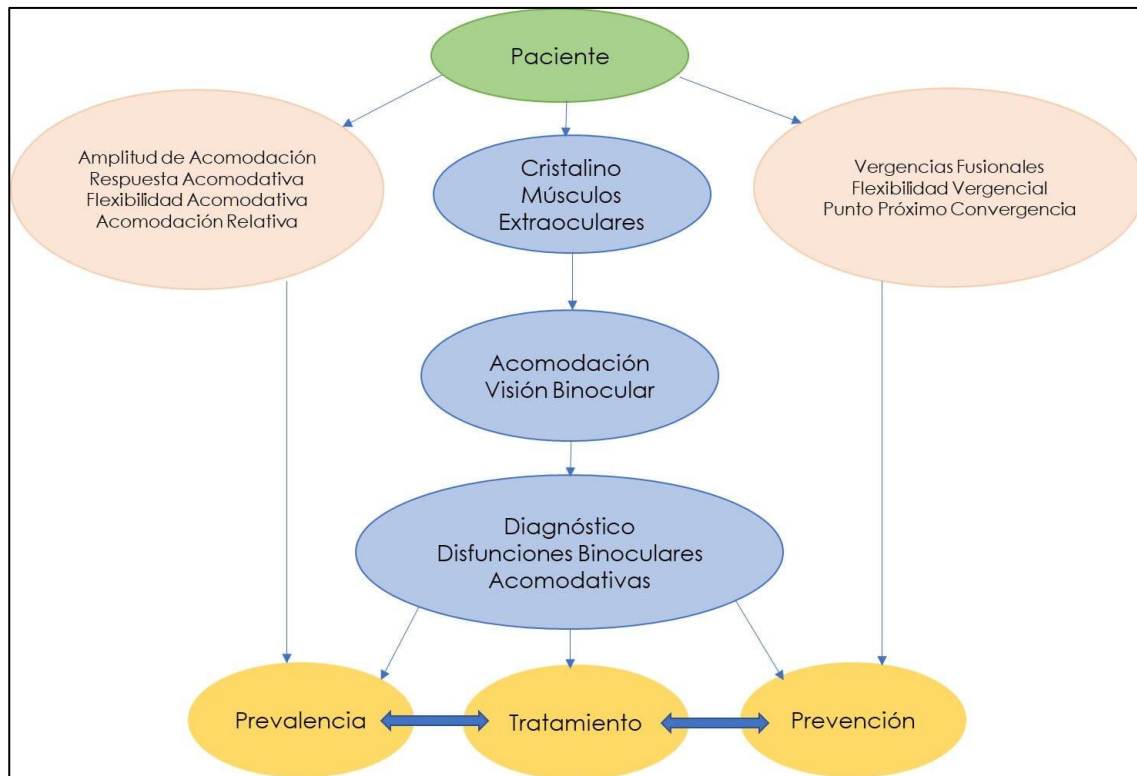 Paciente
Amplitud de Acomodación
Respuesta Acomodativa
Flexibilidad Acomodativa
Acomodación Relativa
Cristalino
Músculos
Extraoculares
Vergencias Fusionales
Flexibilidad Vergencial
Punto Próximo Convergencia
Acomodación
Visión Binocular
Diagnóstico
Disfunciones Binoculares
Acomodativas
Prevalencia
Tratamiento
Prevención